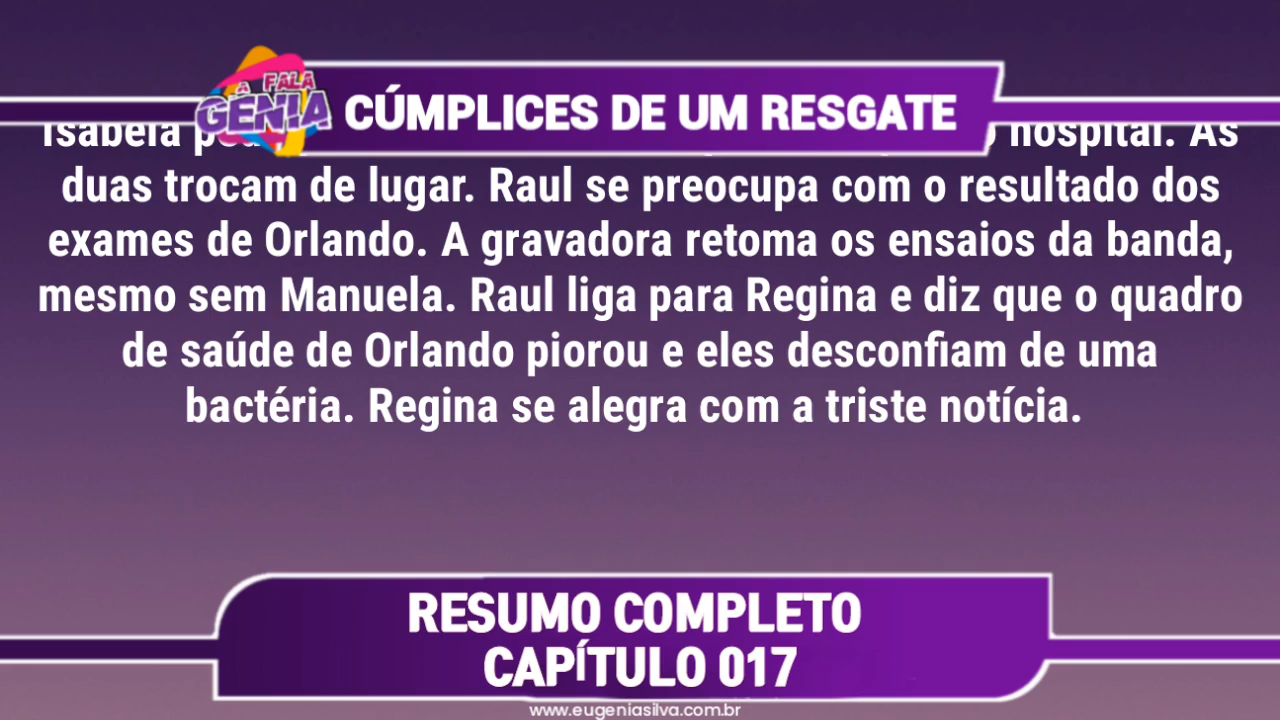 FALA
GÊNIA
CÚMPLICES DE UM RESGATE
Isabela hospital. As
duas trocam de lugar. Raul se preocupa com o resultado dos
exames de Orlando. A gravadora retoma os ensaios da banda,
mesmo sem Manuela. Raul liga para Regina e diz que o quadro
de saúde de Orlando piorou e eles desconfiam de uma
bactéria. Regina se alegra com a triste notícia.
RESUMO COMPLETO
CAPÍTULO 017
www.eugeniasilva.com.br